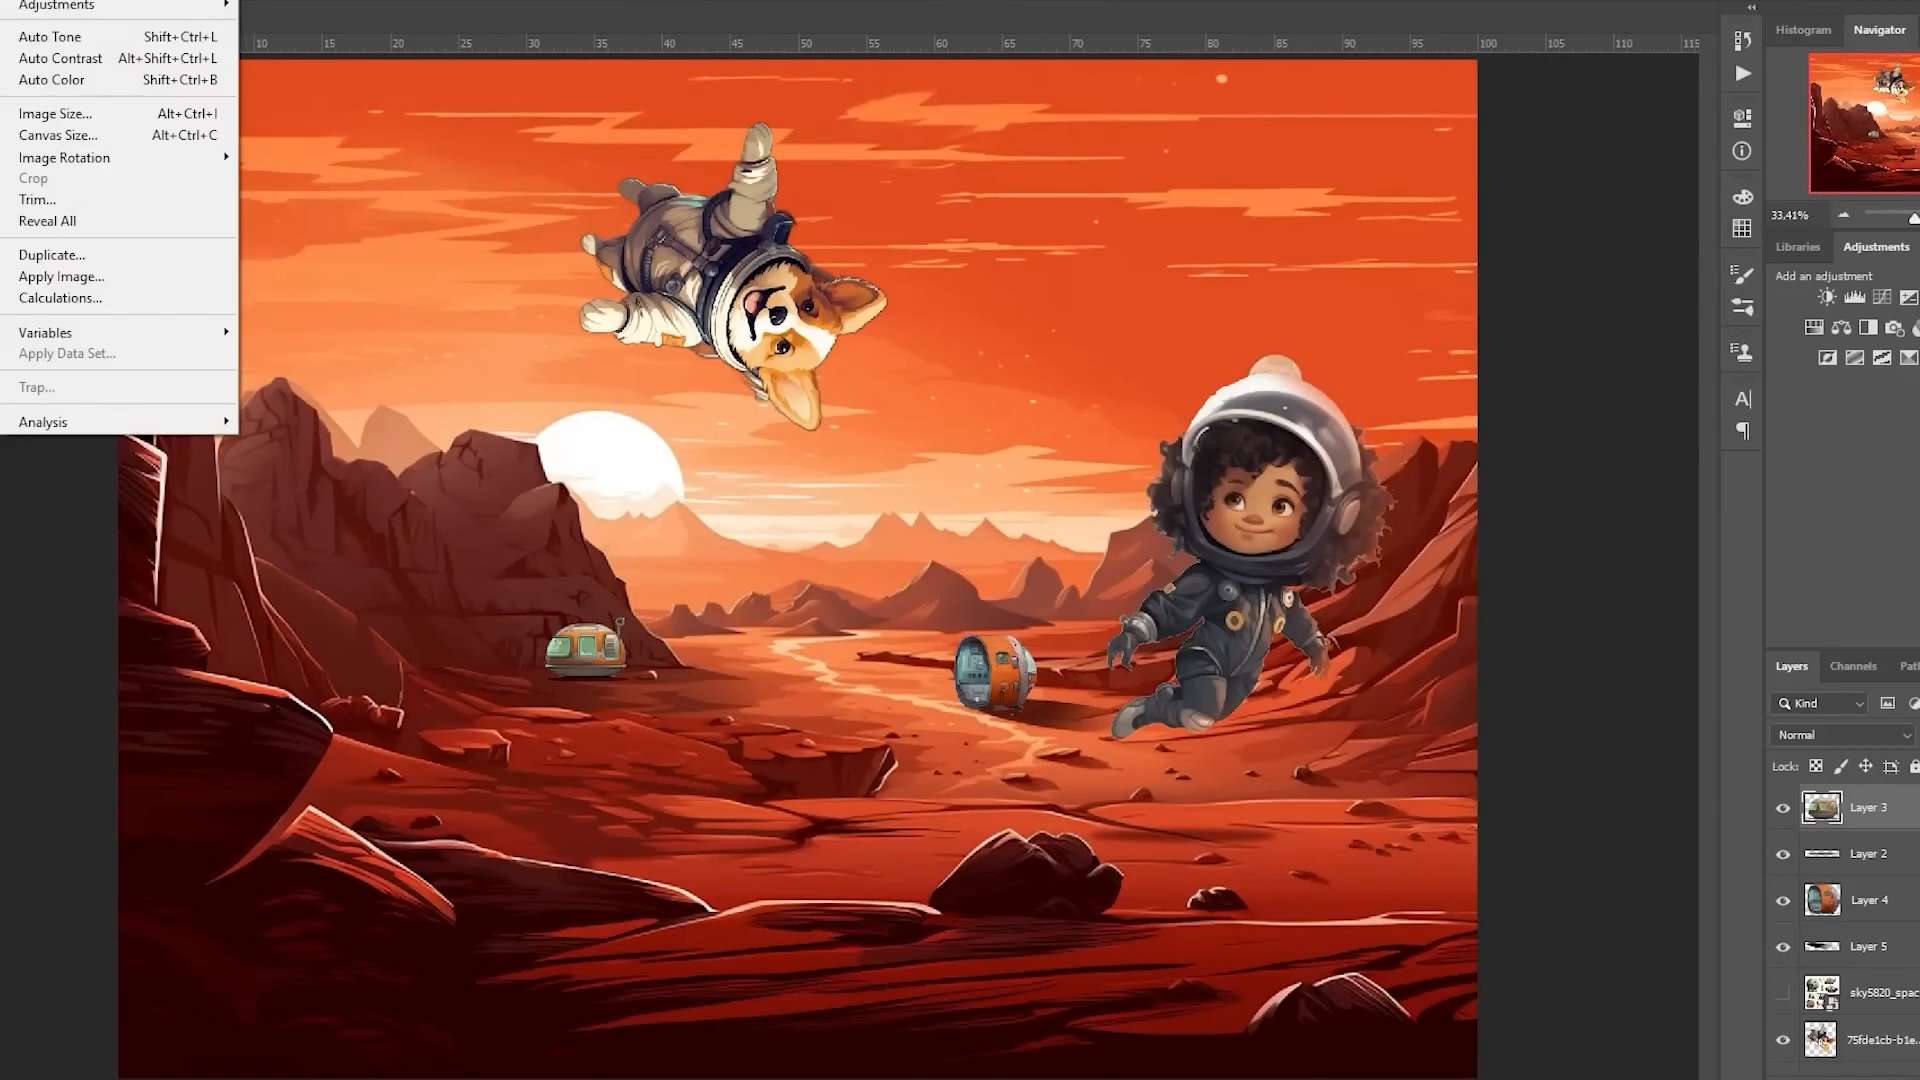 Adjustments
Auto Tone Shift+Ctrl+L
Auto Contrast Alt+Shift+Ctrl+L
Auto Color Shift+Ctrl+B
Image Size... Alt+Ctrl+I
Canvas Size... Alt+Ctrl+C
Image Rotation
Crop
Trim...
Reveal All
Duplicate...
Apply Image...
Calculations...
Variables
Apply Data Set...
Trap...
Analysis
10 15 20 25 30 35 40 45 50 55 60 65 70 75 80 85 90 95 100 105 110 115
Histogram Navigator
33,41%
Libraries Adjustments
Add an adjustment
Layers Channels Path
Kind
Normal
Lock:
Layer 3
Layer 2
Layer 4
Layer 5
sky5820_spac
75fde1cb-b1e...